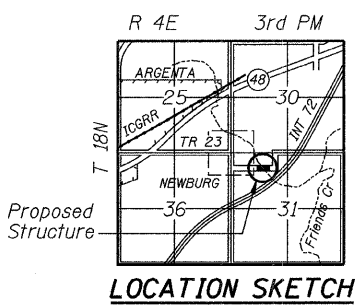 R 4E 3rd PM
ARGENTA
48
25
30
ICGRR
INT 72
T 18N
TR 23
NEWBURG
Proposed
Structure
36
31
Friends Cr
LOCATION SKETCH